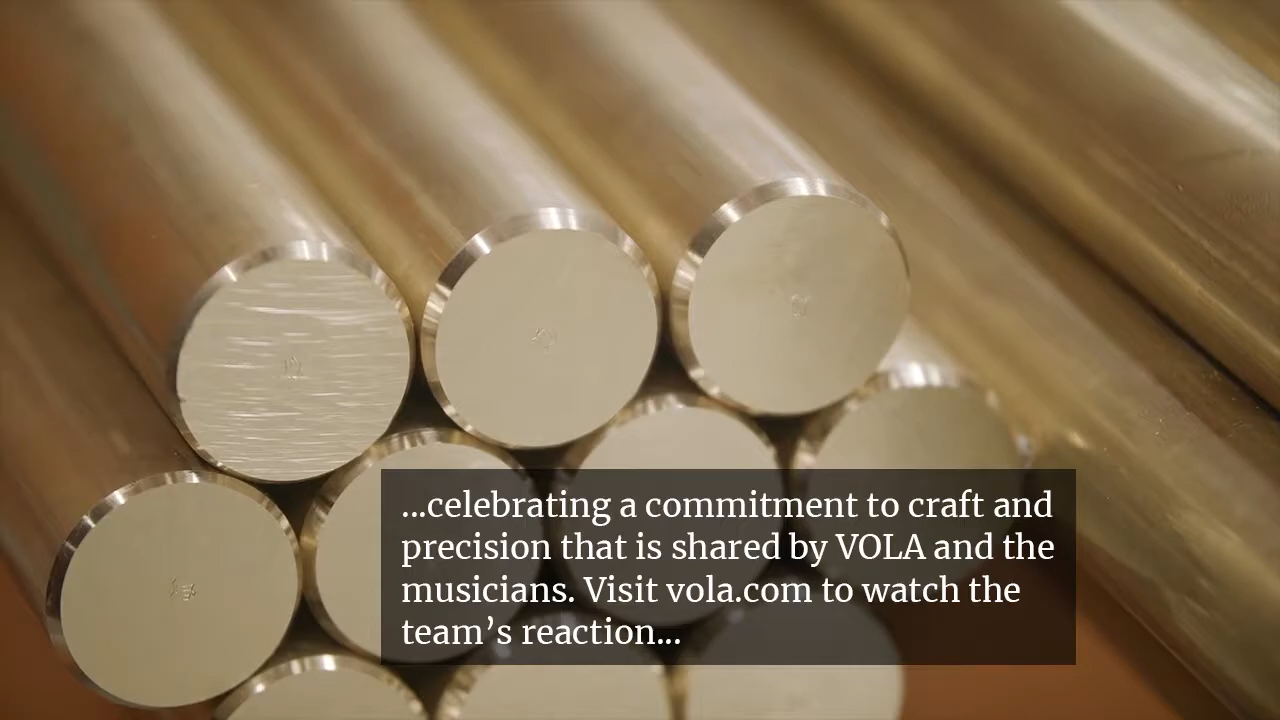 ...celebrating a commitment to craft and
precision that is shared by VOLA and the
musicians. Visit vola.com to watch the
team’s reaction...